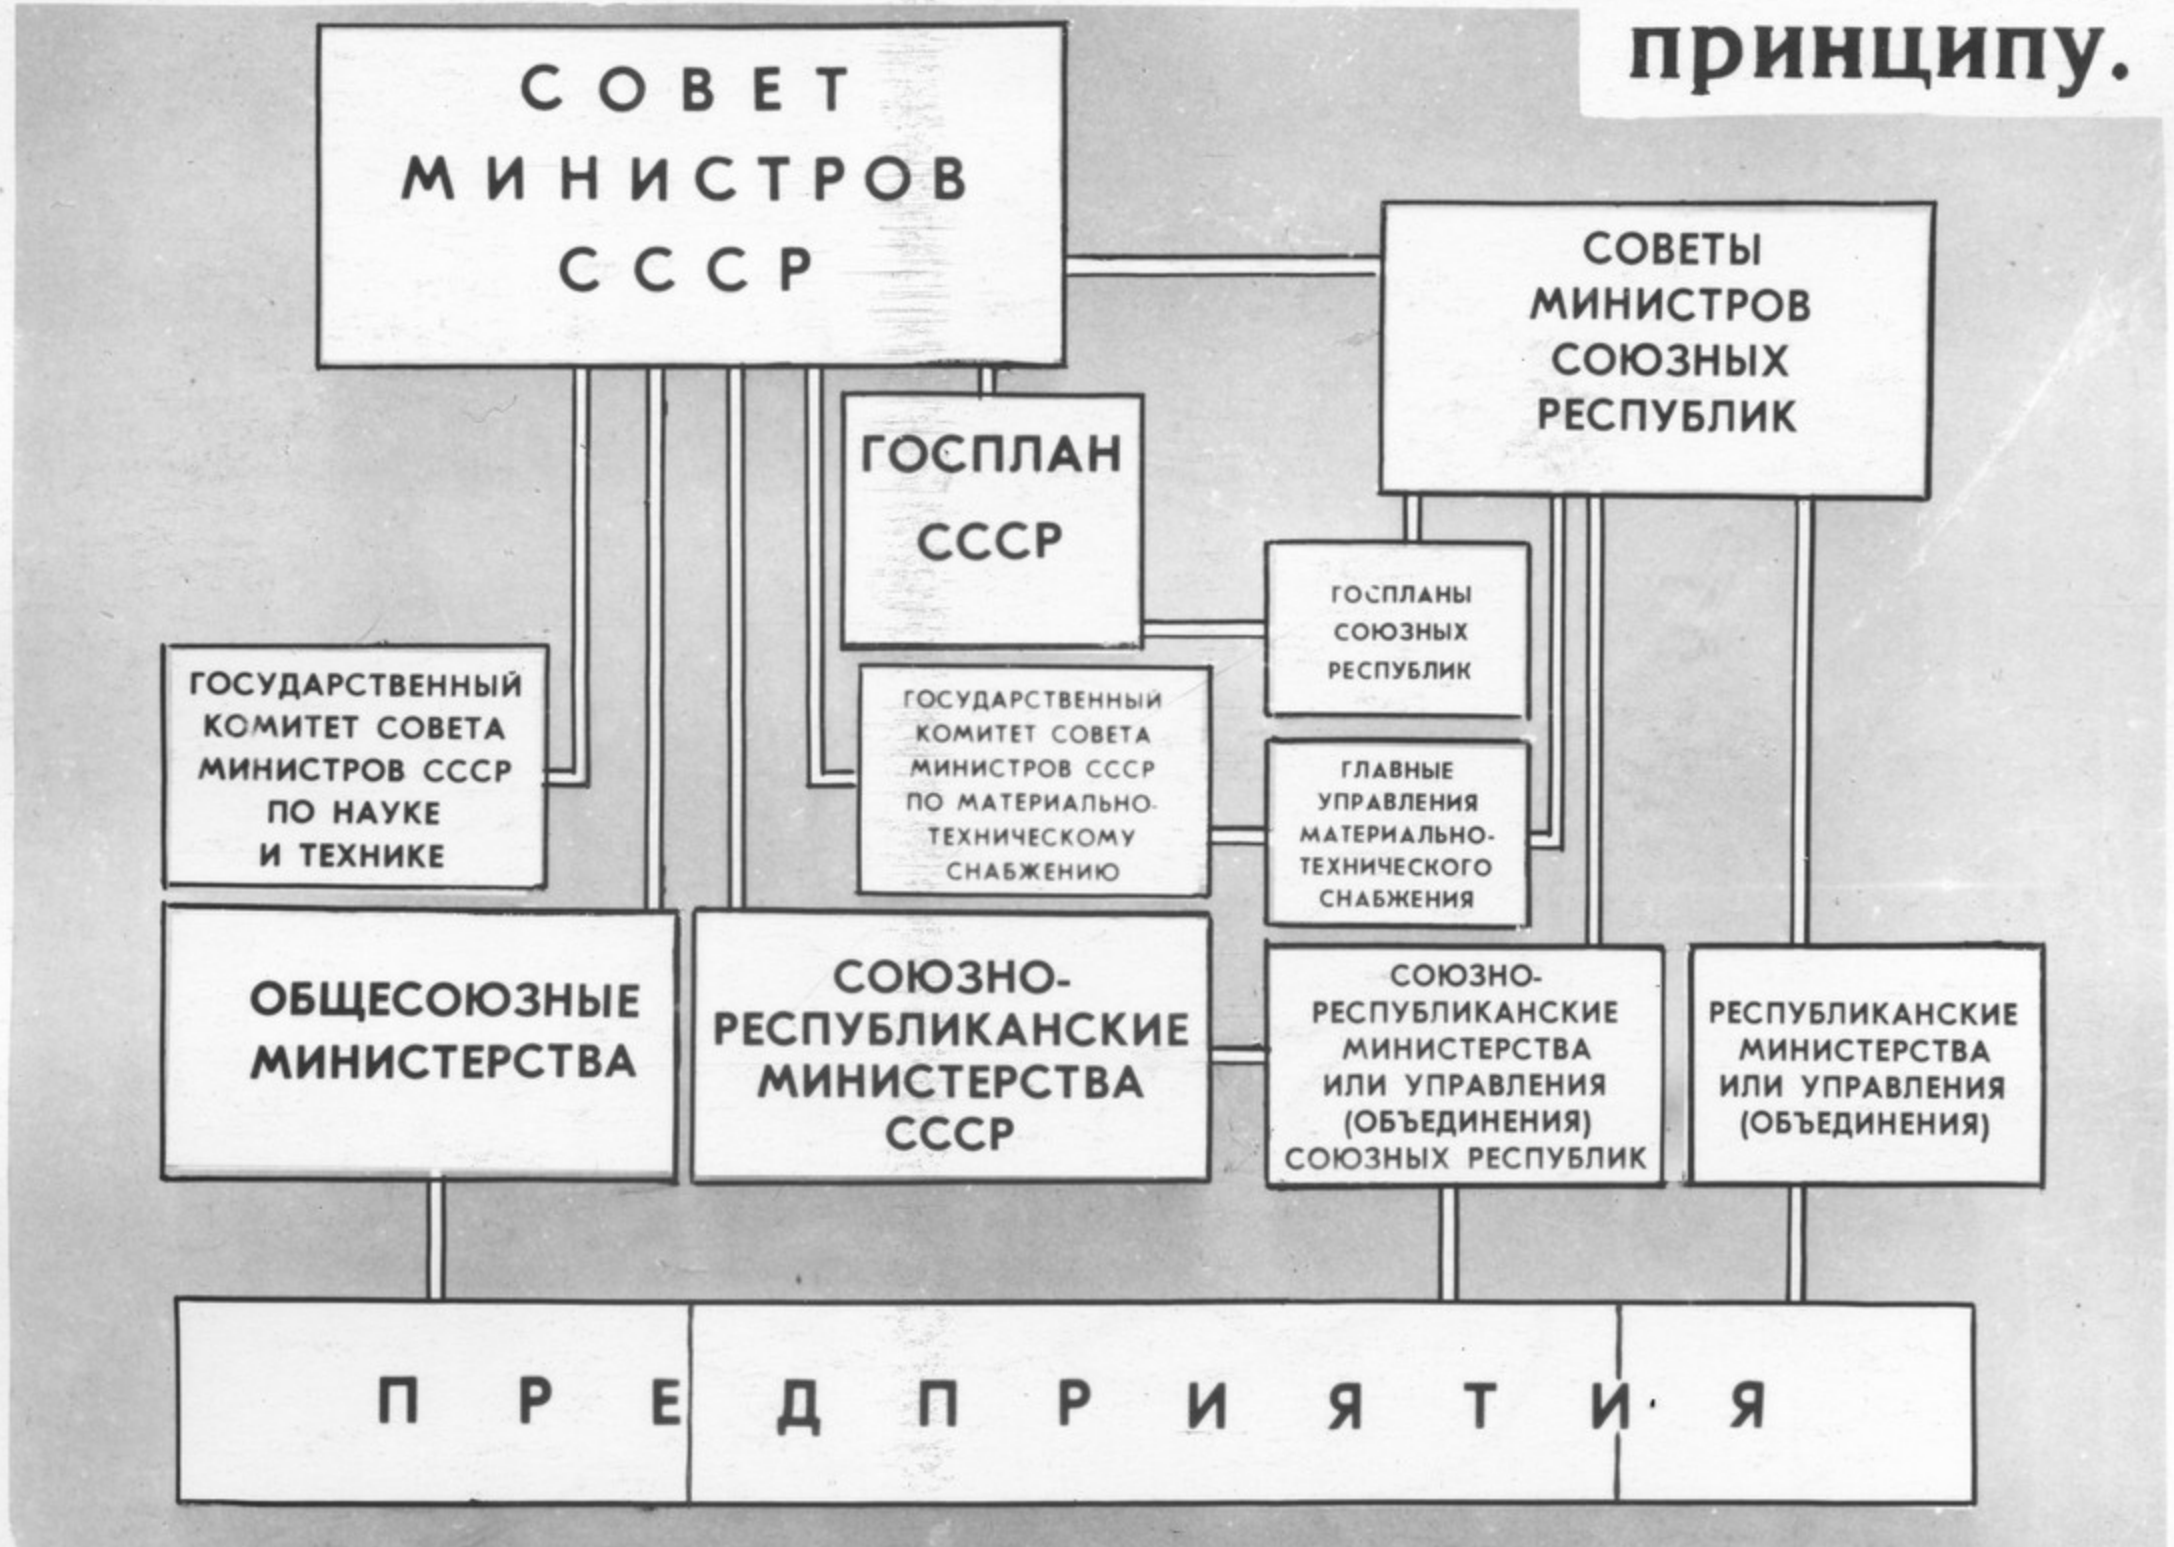 принципу.
СОВЕТ
МИНИСТРОВ
СССР
СОВЕТЫ
МИНИСТРОВ
СОЮЗНЫХ
РЕСПУБЛИК
ГОСПЛАН
СССР
ГОСПЛАНЫ
СОЮЗНЫХ
РЕСПУБЛИК
ГОСУДАРСТВЕННЫЙ
КОМИТЕТ СОВЕТА
МИНИСТРОВ СССР
ПО НАУКЕ
И ТЕХНИКЕ
ГОСУДАРСТВЕННЫЙ
КОМИТЕТ СОВЕТА
МИНИСТРОВ СССР
ПО МАТЕРИАЛЬНО-
ТЕХНИЧЕСКОМУ
СНАБЖЕНИЮ
ГЛАВНЫЕ
УПРАВЛЕНИЯ
МАТЕРИАЛЬНО-
ТЕХНИЧЕСКОГО
СНАБЖЕНИЯ
ОБЩЕСОЮЗНЫЕ
МИНИСТЕРСТВА
СОЮЗНО-
РЕСПУБЛИКАНСКИЕ
МИНИСТЕРСТВА
СССР
СОЮЗНО-
РЕСПУБЛИКАНСКИЕ
МИНИСТЕРСТВА
ИЛИ УПРАВЛЕНИЯ
(ОБЪЕДИНЕНИЯ)
СОЮЗНЫХ РЕСПУБЛИК
РЕСПУБЛИКАНСКИЕ
МИНИСТЕРСТВА
ИЛИ УПРАВЛЕНИЯ
(ОБЪЕДИНЕНИЯ)
ПРЕДПРИЯТИЯ